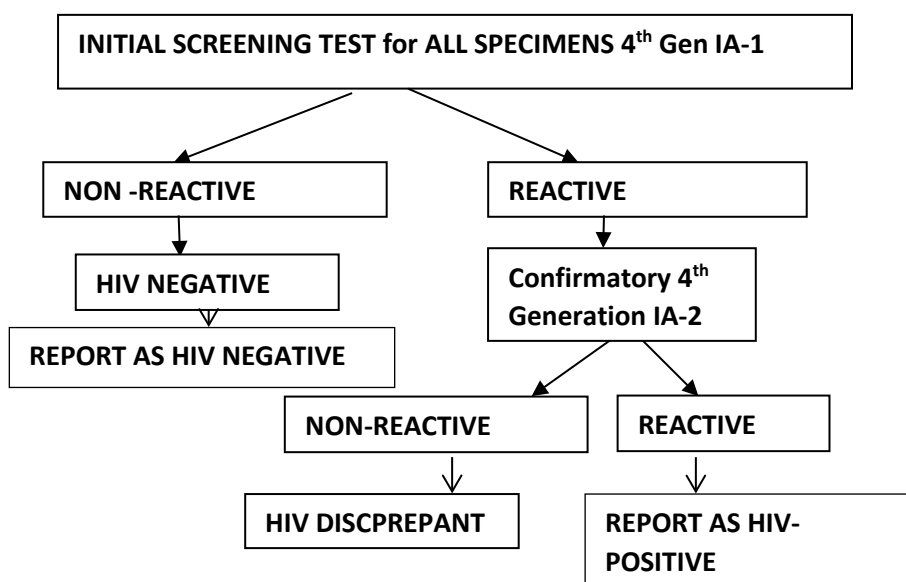 INITIAL SCREENING TEST for ALL SPECIMENS 4th Gen IA-1
NON -REACTIVE
REACTIVE
HIV NEGATIVE
Confirmatory 4th
Generation IA-2
REPORT AS HIV NEGATIVE
NON-REACTIVE
REACTIVE
HIV DISCPREPANT
REPORT AS HIV-
POSITIVE